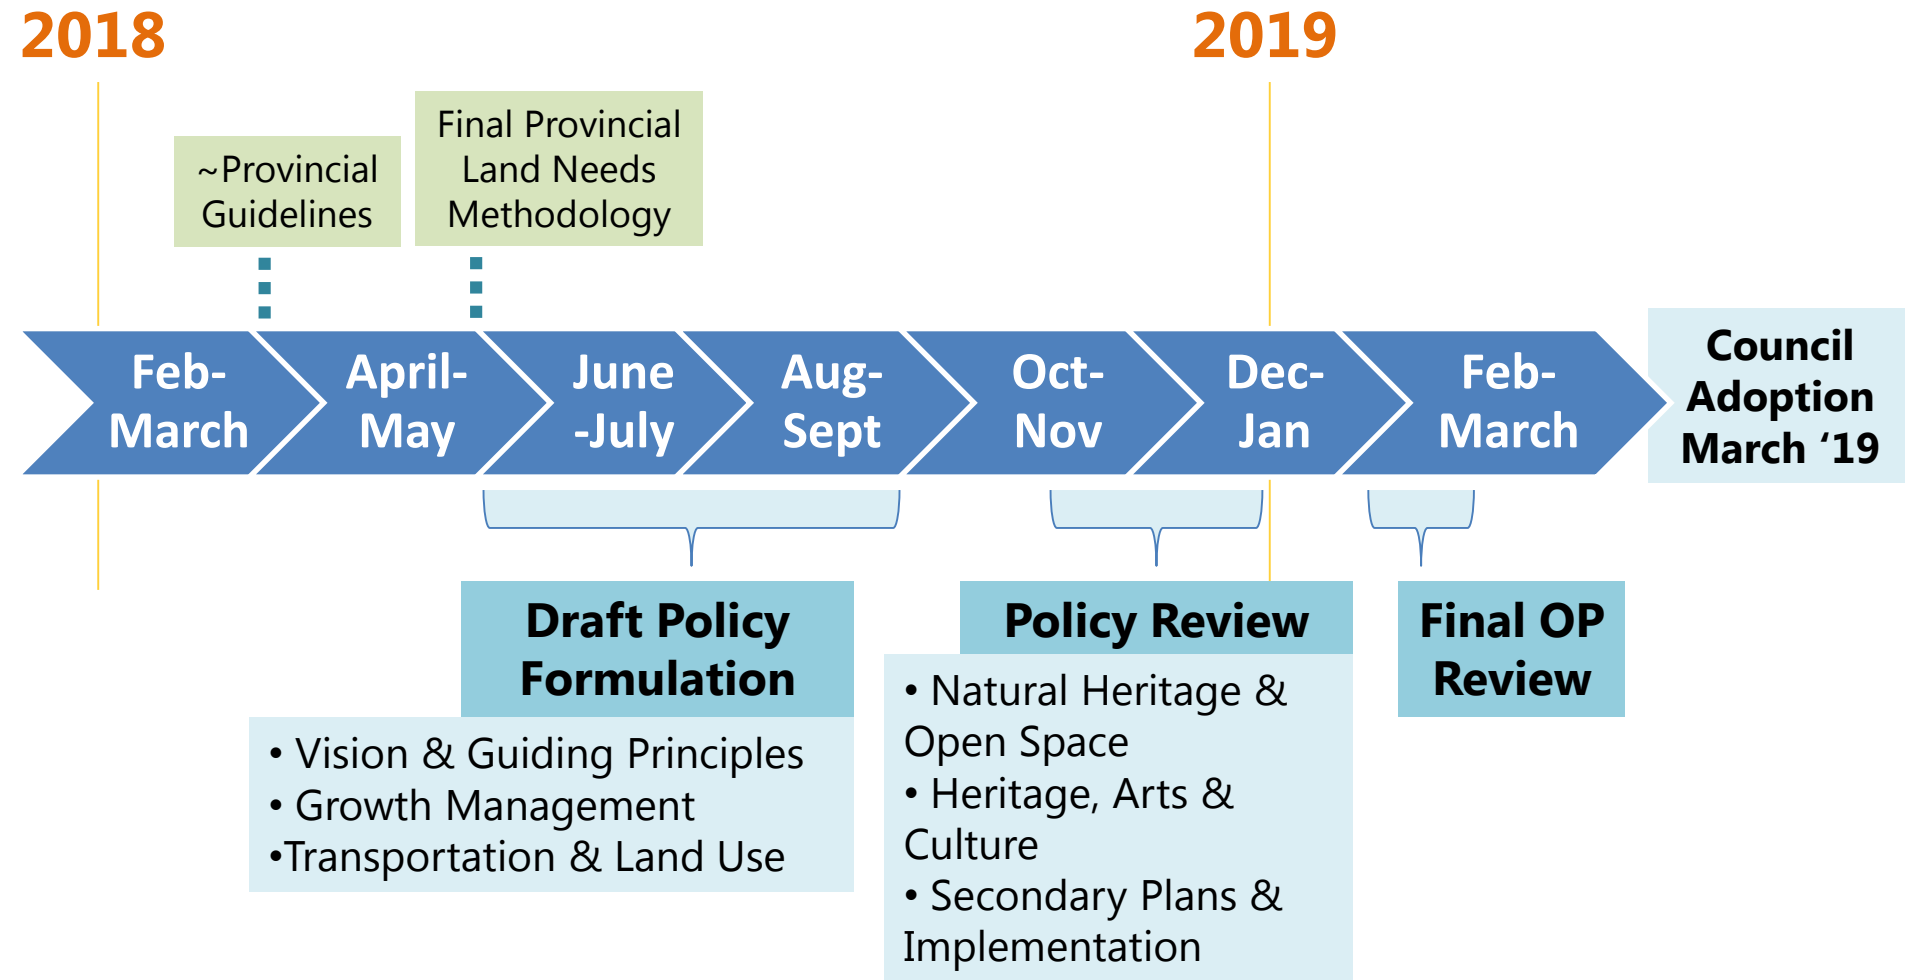 2018
2019
~Provincial
Guidelines
Final Provincial
Land Needs
Methodology
Feb-
March
April-
May
June
-July
Aug-
Sept
Oct-
Nov
Dec-
Jan
Feb-
March
Council
Adoption
March ‘19
Draft Policy
Formulation
• Vision & Guiding Principles
• Growth Management
•Transportation & Land Use
Policy Review
• Natural Heritage &
Open Space
• Heritage, Arts &
Culture
• Secondary Plans &
Implementation
Final OP
Review